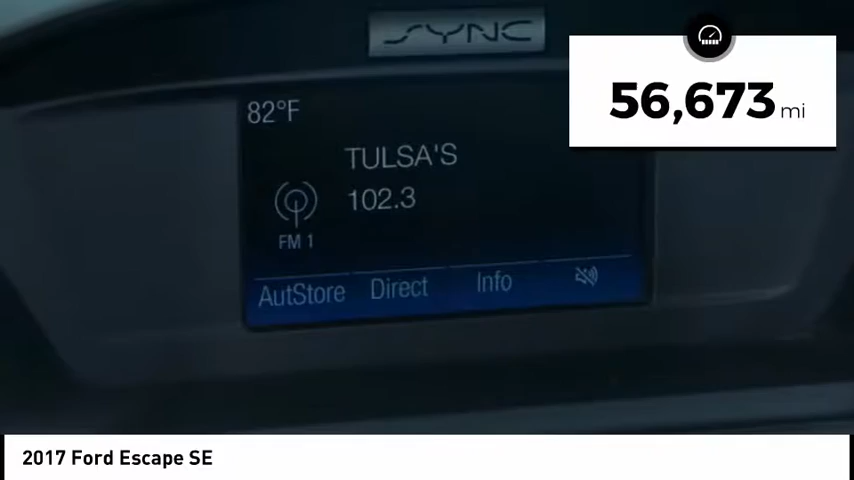 SYNC
56,673 mi
82°F
TULSA'S
102.3
FM 1
AutStore Direct Info
2017 Ford Escape SE